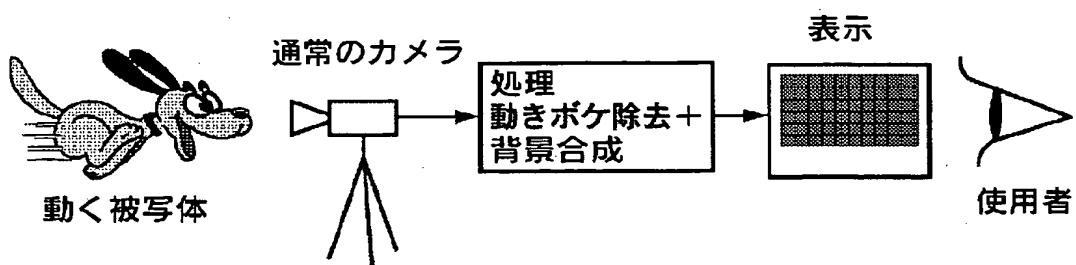 動く被写体
通常のカメラ
処理
動きボケ除去＋
背景合成
表示
使用者